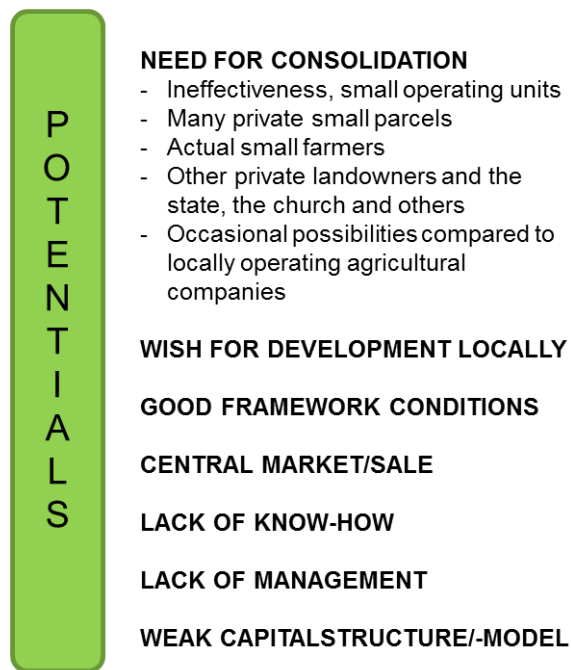 POTENTIALS
NEED FOR CONSOLIDATION
- Ineffectiveness, small operating units
- Many private small parcels
- Actual small farmers
- Other private landowners and the
state, the church and others
- Occasional possibilities compared to
locally operating agricultural
companies
WISH FOR DEVELOPMENT LOCALLY
GOOD FRAMEWORK CONDITIONS
CENTRAL MARKET/SALE
LACK OF KNOW-HOW
LACK OF MANAGEMENT
WEAK CAPITALSTRUCTURE/-MODEL